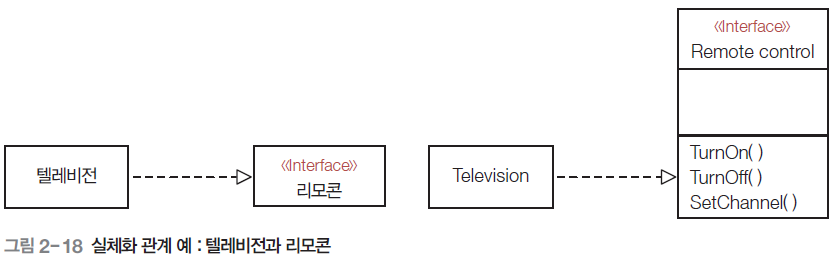 텔레비전
《Interface》
리모콘
Television
《Interface》
Remote control
TurnOn( )
TurnOff( )
SetChannel( )
그림 2-18 실체화 관계 예 : 텔레비전과 리모콘